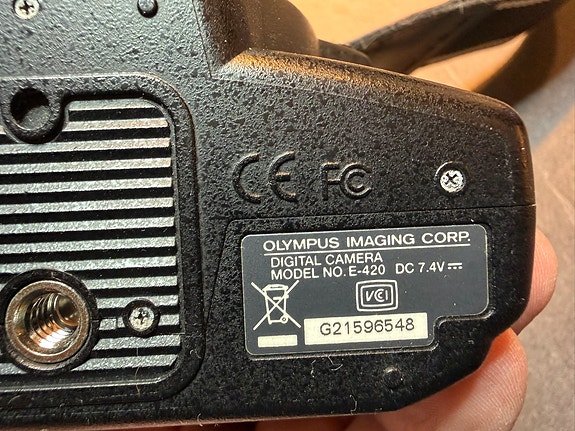 CE FC
OLYMPUS IMAGING CORP.
DIGITAL CAMERA
MODEL NO. E-420 DC 7.4V
VCI
G21596548